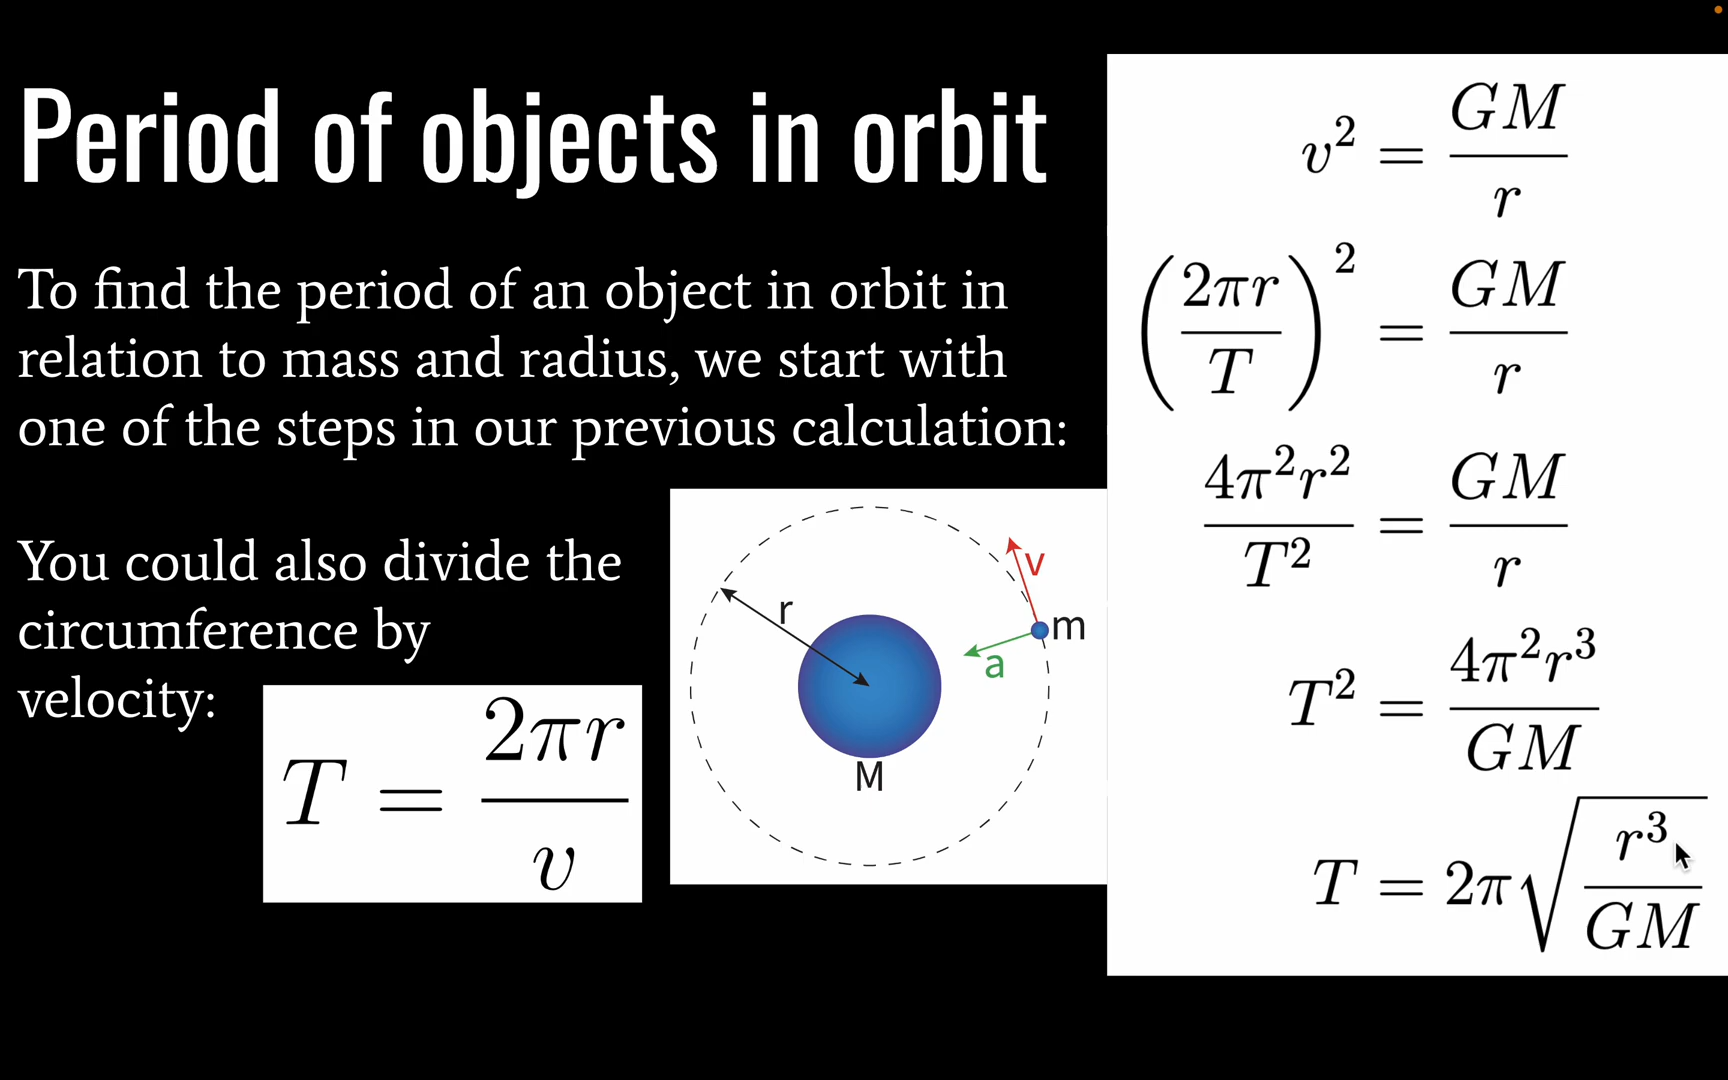 Period of objects in orbit
To find the period of an object in orbit in
relation to mass and radius, we start with
one of the steps in our previous calculation:
You could also divide the
circumference by
velocity:
T = 2πr / v
r
v
m
a
M
v² = GM / r
(2πr / T)² = GM / r
4π²r² / T² = GM / r
T² = 4π²r³ / GM
T = 2π√(r³ / GM)